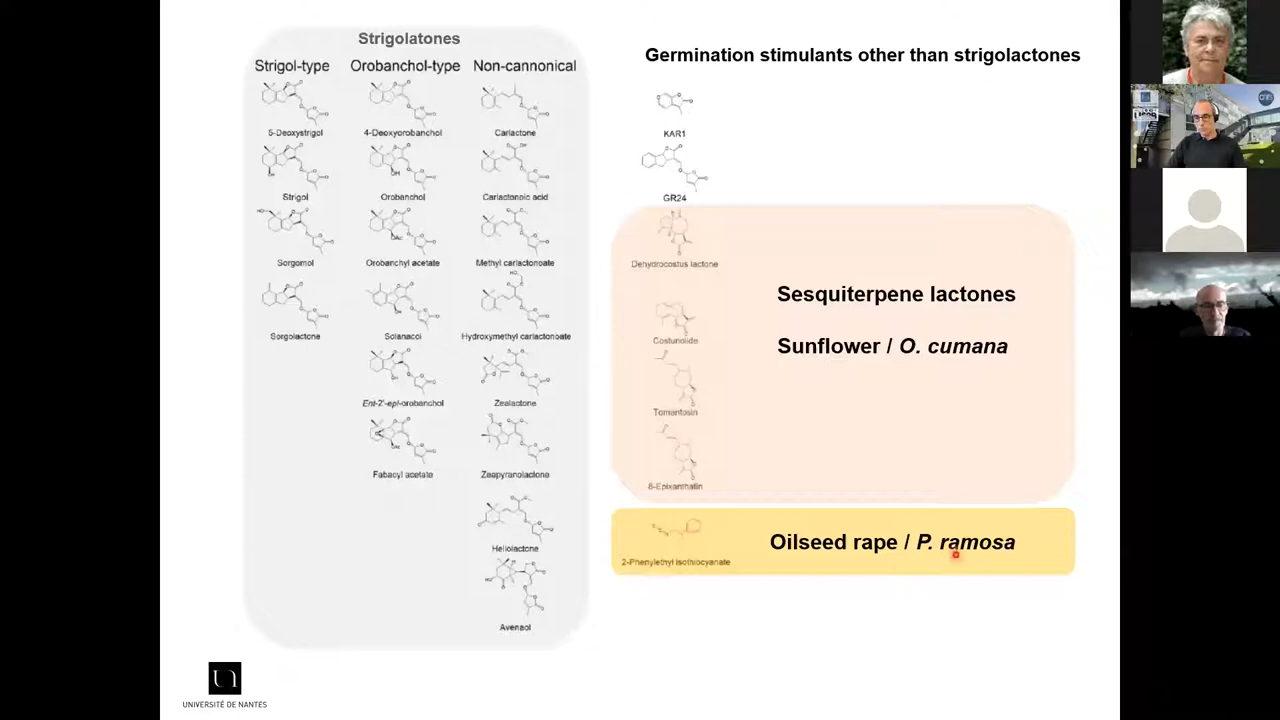 Strigolatones
Strigol-type
Orobanchol-type
Non-cannonical
5-Deoxystrigol
4-Deoxyorobanchol
Carlactone
Strigol
Orobanchol
Carlactonoic acid
Sorgomol
Orobanchyl acetate
Methyl carlactonoate
Sorgolactone
Solanacol
Hydroxymethyl carlactonoate
Ent-2'-epi-orobanchol
Zealactone
Fabacyl acetate
Zeapyranolactone
Heliolactone
Avenaol
Germination stimulants other than strigolactones
KAR1
GR24
Dehydrocostus lactone
Costunolide
Tomentosin
8-Epixanthatin
Sesquiterpene lactones
Sunflower / O. cumana
2-Phenylethyl isothiocyanate
Oilseed rape / P. ramosa
UNIVERSITÉ DE NANTES